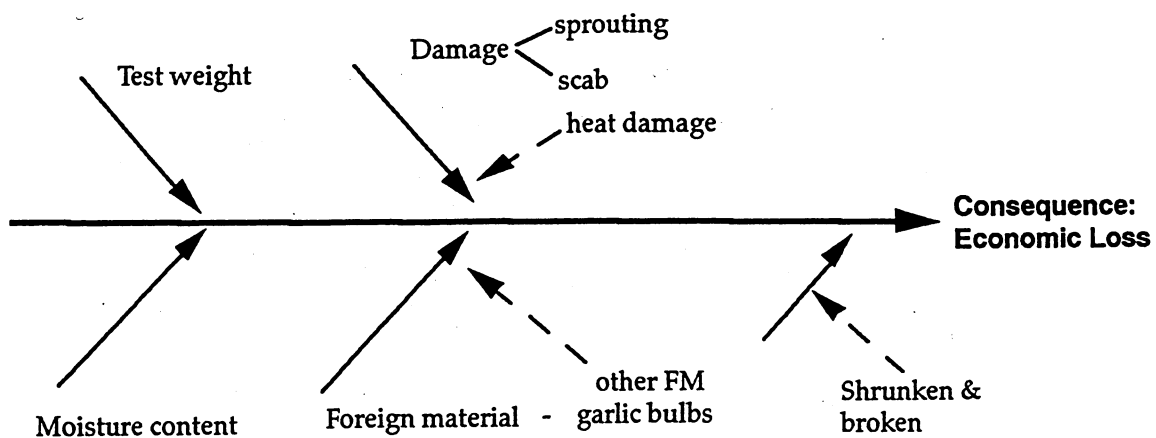 Test weight
Damage
sprouting
scab
heat damage
Consequence:
Economic Loss
Moisture content
Foreign material - garlic bulbs
other FM
Shrunken &
broken